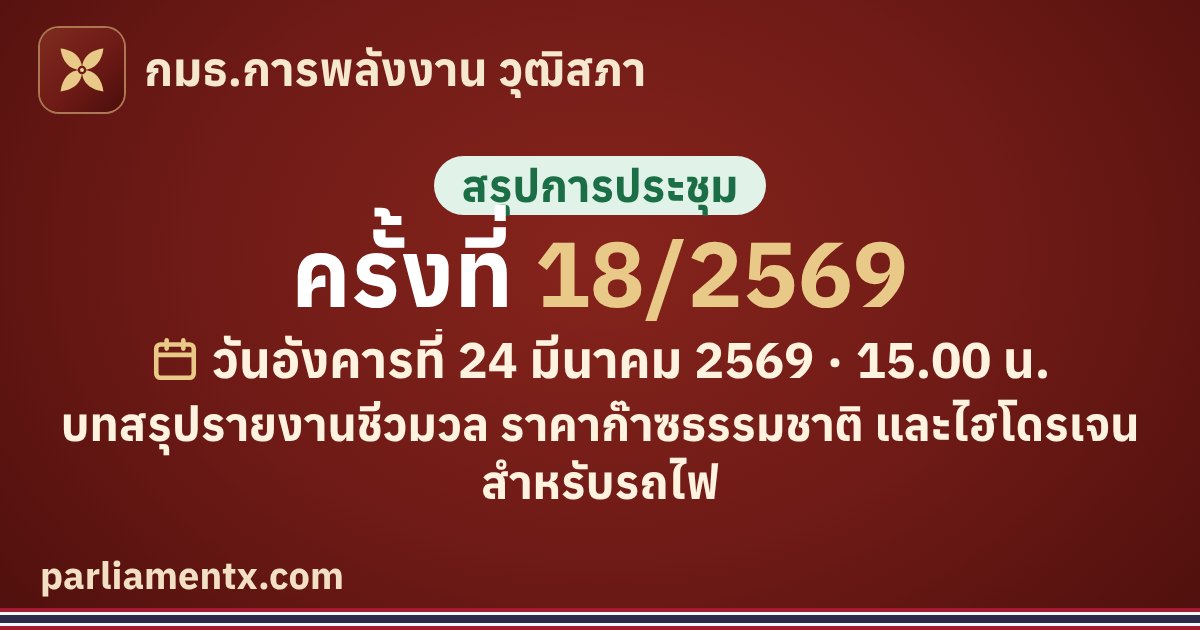 กมธ.การพลังงาน วุฒิสภา
สรุปการประชุม
ครั้งที่ 18/2569
วันอังคารที่ 24 มีนาคม 2569 · 15.00 น.
บทสรุปรายงานชีวมวล ราคาก๊าซธรรมชาติ และไฮโดรเจน
สำหรับรถไฟ
parliamentx.com